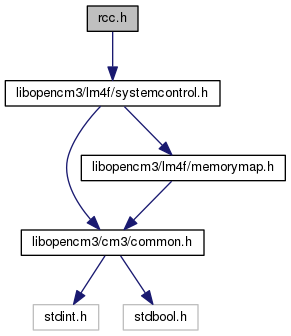 rcc.h
libopencm3/lm4f/systemcontrol.h
libopencm3/lm4f/memorymap.h
libopencm3/cm3/common.h
stdint.h
stdbool.h